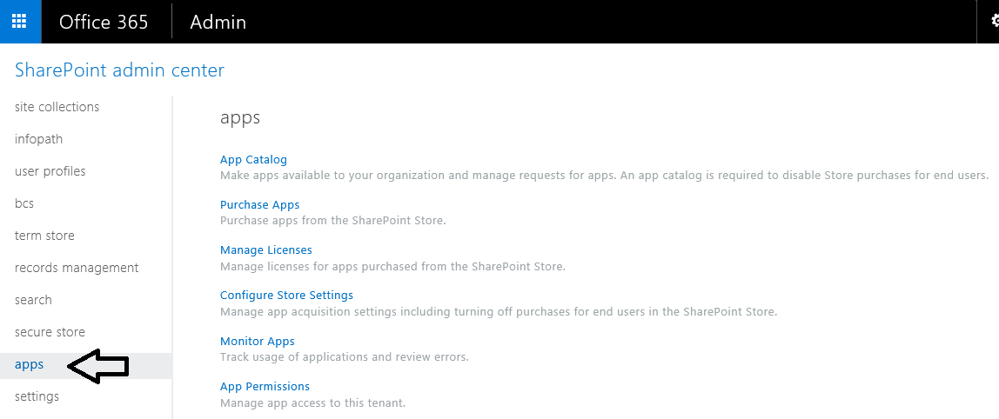 Office 365
Admin
SharePoint admin center
site collections
infopath
user profiles
bcs
term store
records management
search
secure store
apps
settings
apps
App Catalog
Make apps available to your organization and manage requests for apps. An app catalog is required to disable Store purchases for end users.
Purchase Apps
Purchase apps from the SharePoint Store.
Manage Licenses
Manage licenses for apps purchased from the SharePoint Store.
Configure Store Settings
Manage app acquisition settings including turning off purchases for end users in the SharePoint Store.
Monitor Apps
Track usage of applications and review errors.
App Permissions
Manage app access to this tenant.